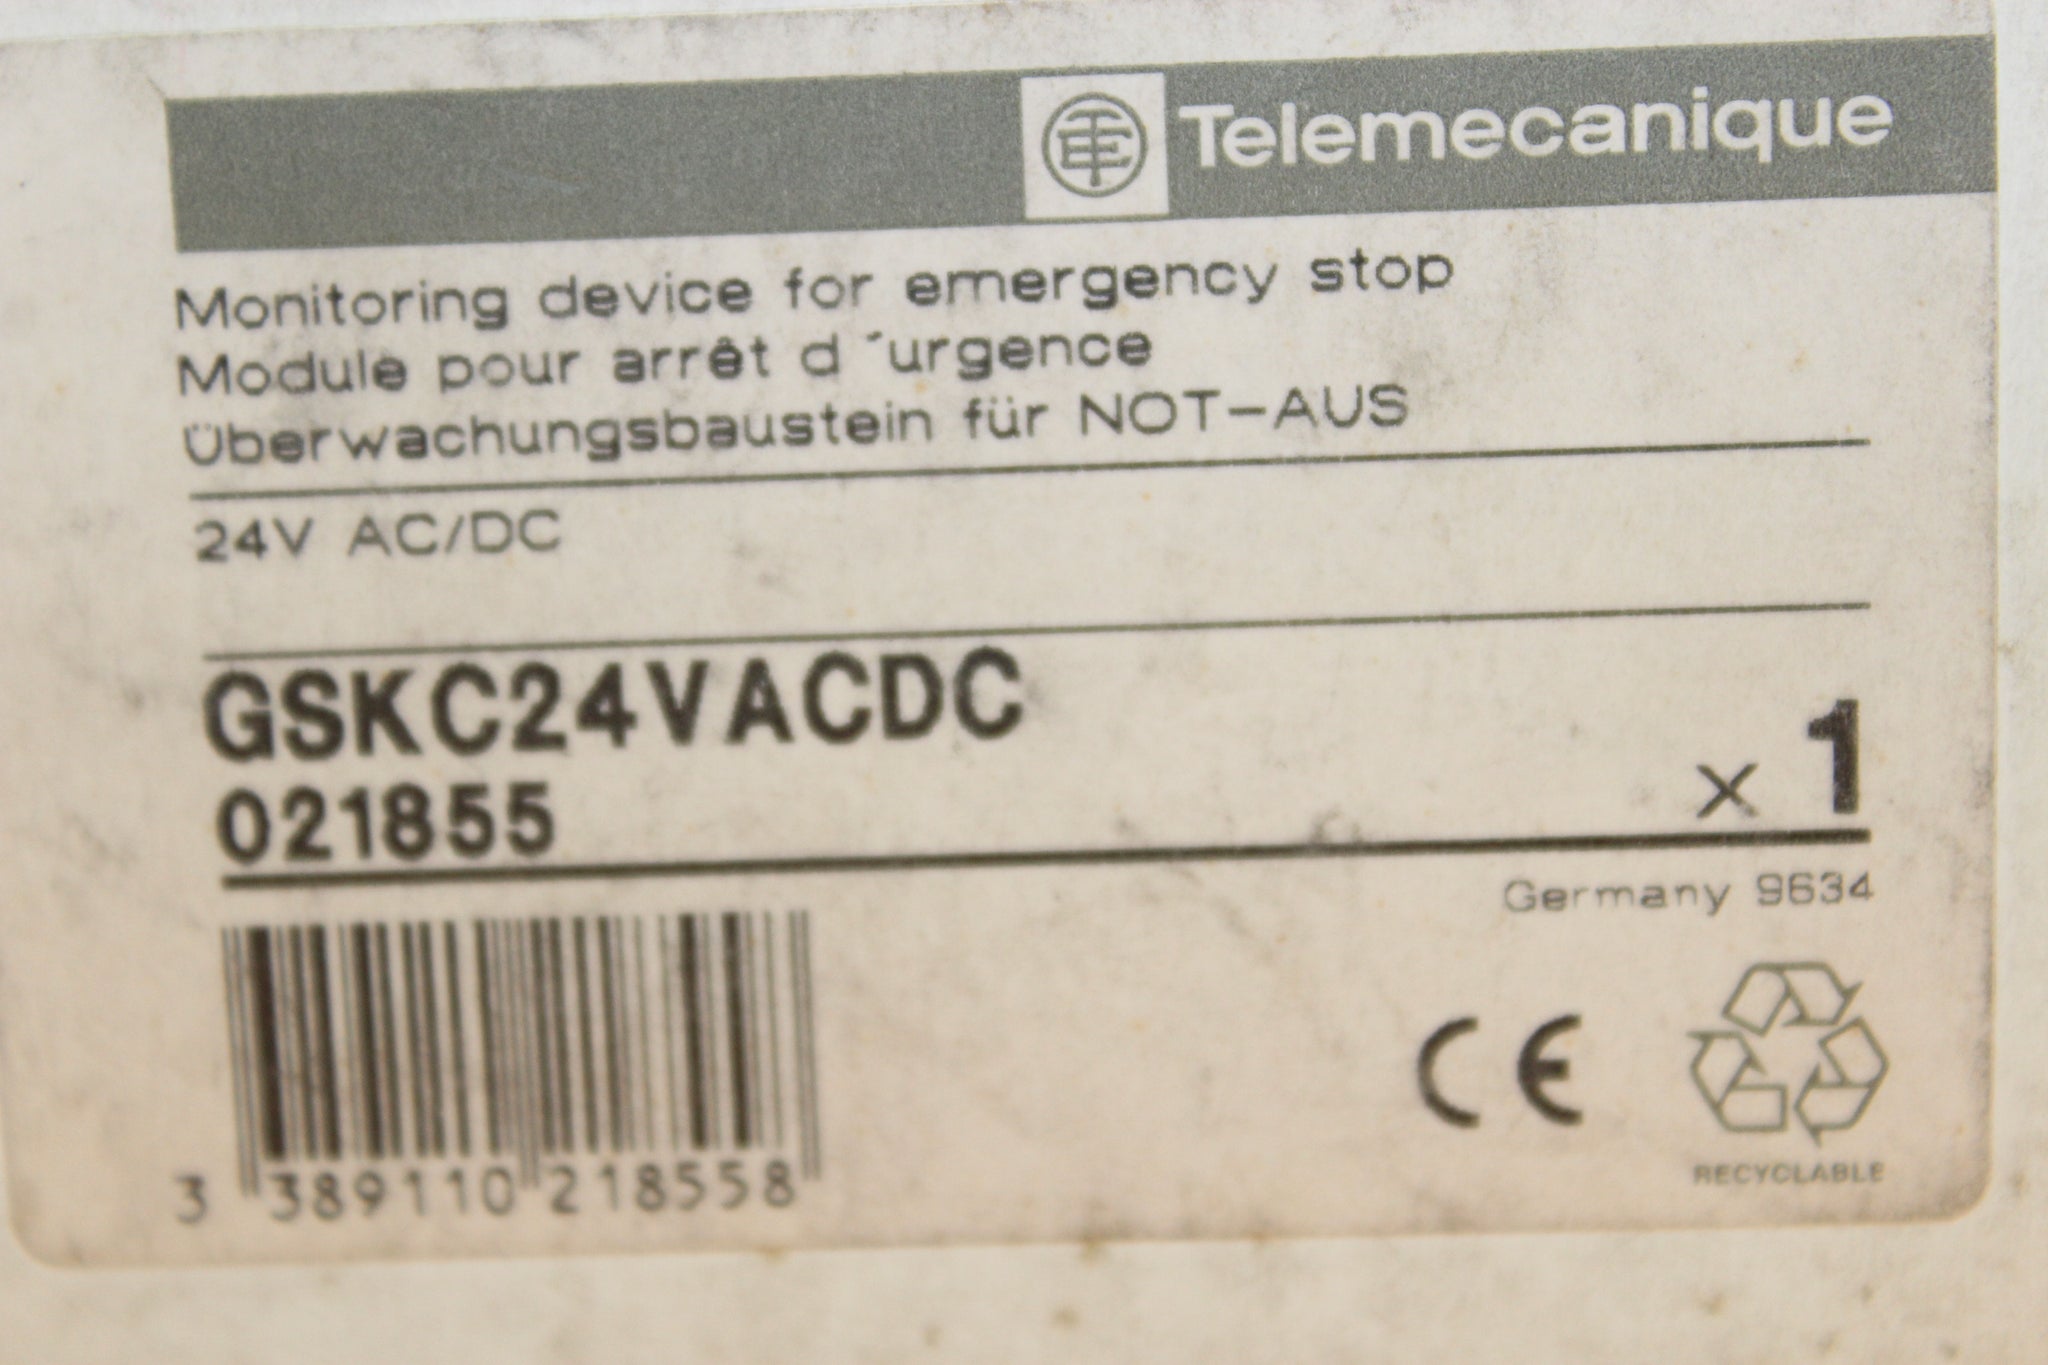 Telemecanique
Monitoring device for emergency stop
Module pour arrêt d ´urgence
Überwachungsbaustein für NOT-AUS
24V AC/DC
GSKC24VACDC
021855
x 1
Germany 9634
3 389110 218558
CE
RECYCLABLE